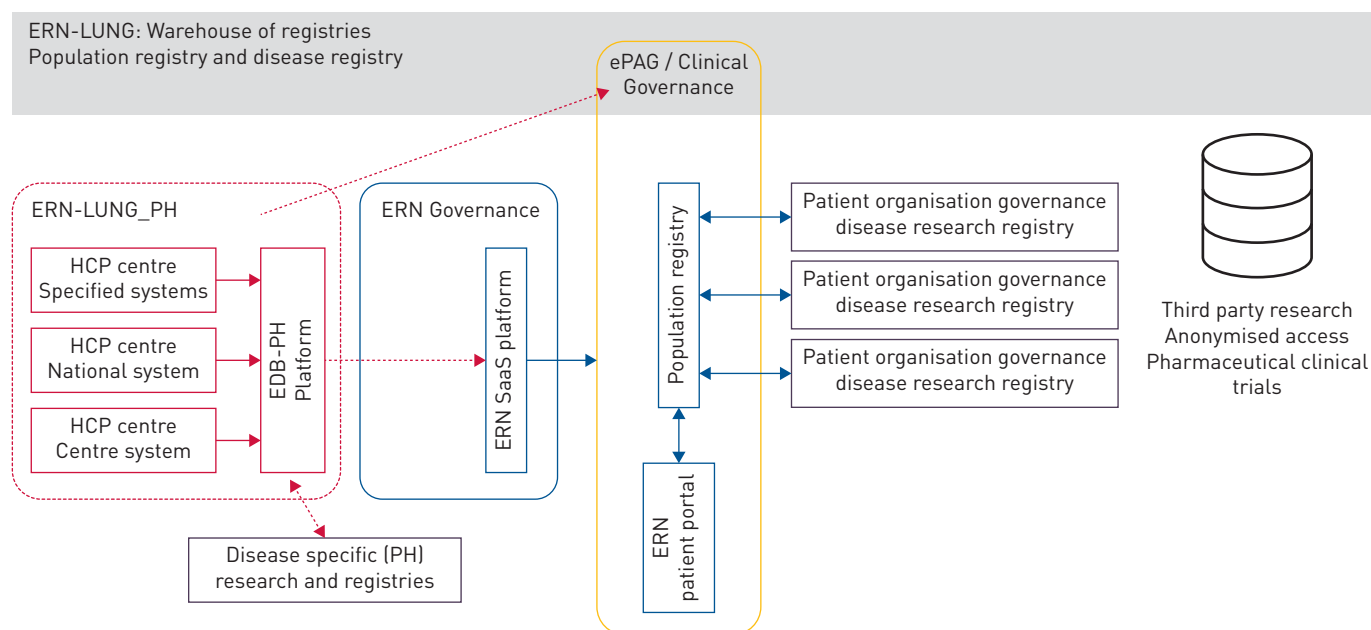 ERN-LUNG: Warehouse of registries
Population registry and disease registry
ePAG / Clinical
Governance
ERN-LUNG_PH
HCP centre
Specified systems
HCP centre
National system
HCP centre
Centre system
EDB-PH
Platform
Disease specific (PH)
research and registries
ERN Governance
ERN SaaS platform
Population registry
ERN
patient portal
Patient organisation governance
disease research registry
Patient organisation governance
disease research registry
Patient organisation governance
disease research registry
Third party research
Anonymised access
Pharmaceutical clinical
trials